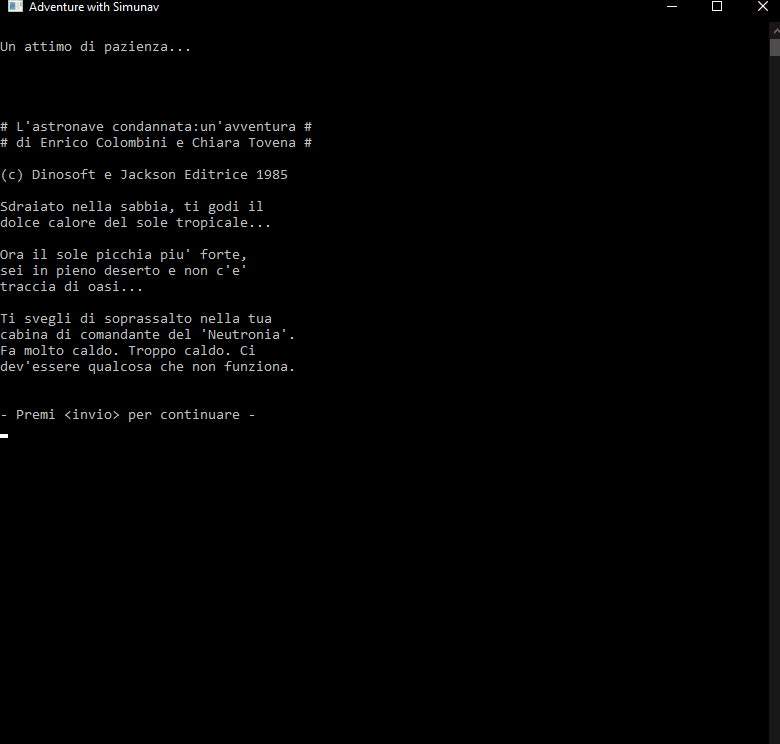 Adventure with Simunav
Un attimo di pazienza...
# L'astronave condannata:un'avventura #
# di Enrico Colombini e Chiara Tovena #
(c) Dinosoft e Jackson Editrice 1985
Sdraiato nella sabbia, ti godi il
dolce calore del sole tropicale...
Ora il sole picchia piu' forte,
sei in pieno deserto e non c'e'
traccia di oasi...
Ti svegli di soprassalto nella tua
cabina di comandante del 'Neutronia'.
Fa molto caldo. Troppo caldo. Ci
dev'essere qualcosa che non funziona.
- Premi <invio> per continuare -